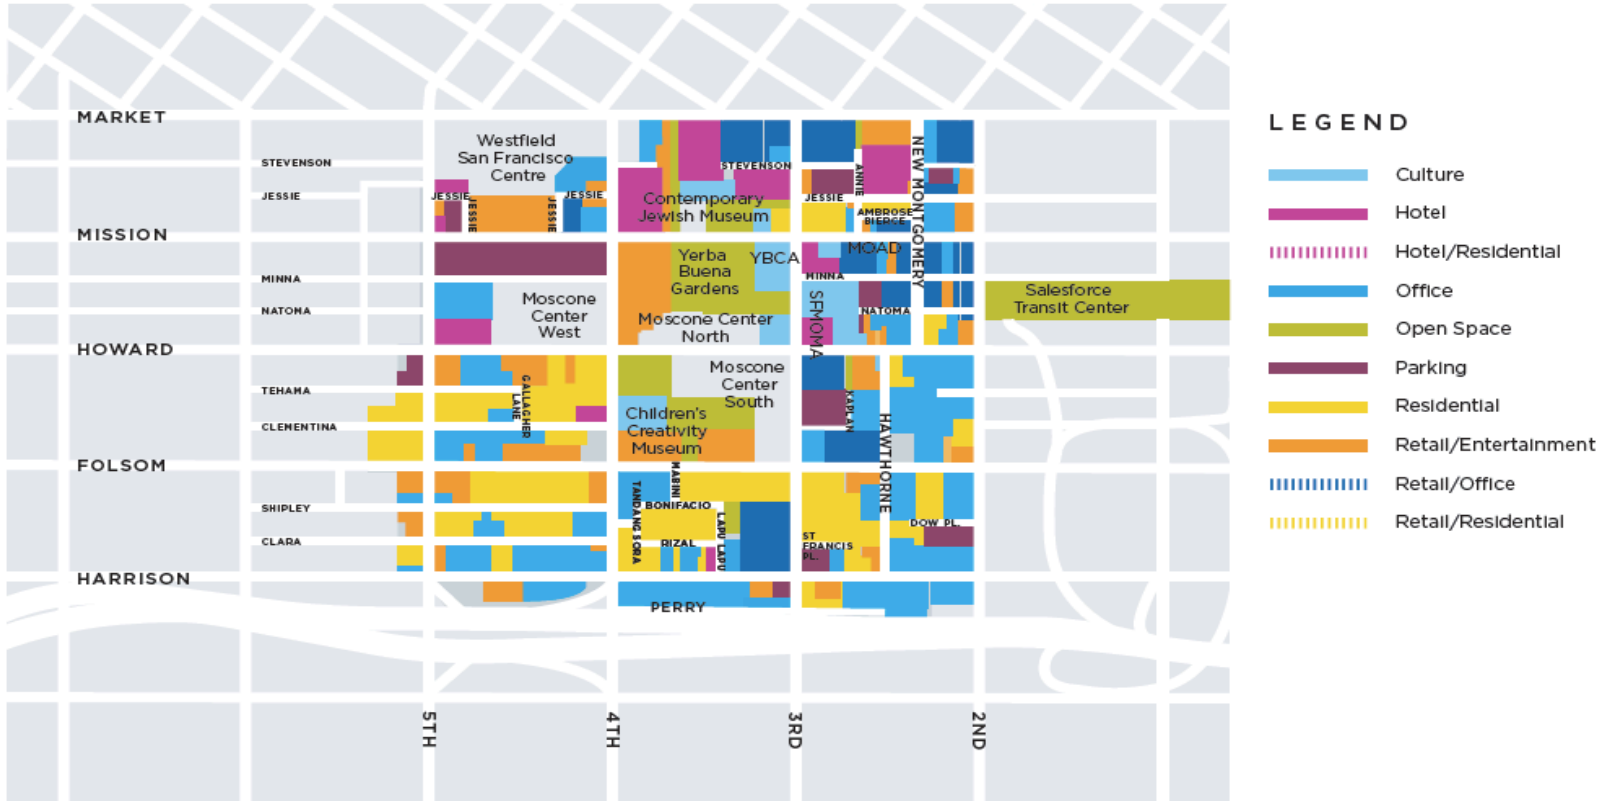 MARKET
STEVENSON
JESSIE
MISSION
MINNA
NATOMA
HOWARD
TEHAMA
CLEMENTINA
FOLSOM
SHIPLEY
CLARA
HARRISON
Westfield
San Francisco
Centre
JESSIE
JESSIE
JESSIE
JESSIE
Moscone
Center
West
GALLAGHER
LANE
STEVENSON
Contemporary
Jewish Museum
Yerba
Buena
Gardens
YBCA
Moscone Center
North
Moscone
Center
South
Children's
Creativity
Museum
MABINI
TANDANG SORA
BONIFACIO
LAPU LAPU
RIZAL
PERRY
ANNIE
JESSIE
AMBROSE
BIERCE
NEW MONTGOMERY
MOAD
MINNA
SFMOMA
NATOMA
KAPLAN
HAWTHORNE
DOW PL.
ST
FRANCIS
PL.
Salesforce
Transit Center
5TH
4TH
3RD
2ND
LEGEND
Culture
Hotel
Hotel/Residential
Office
Open Space
Parking
Residential
Retail/Entertainment
Retail/Office
Retail/Residential